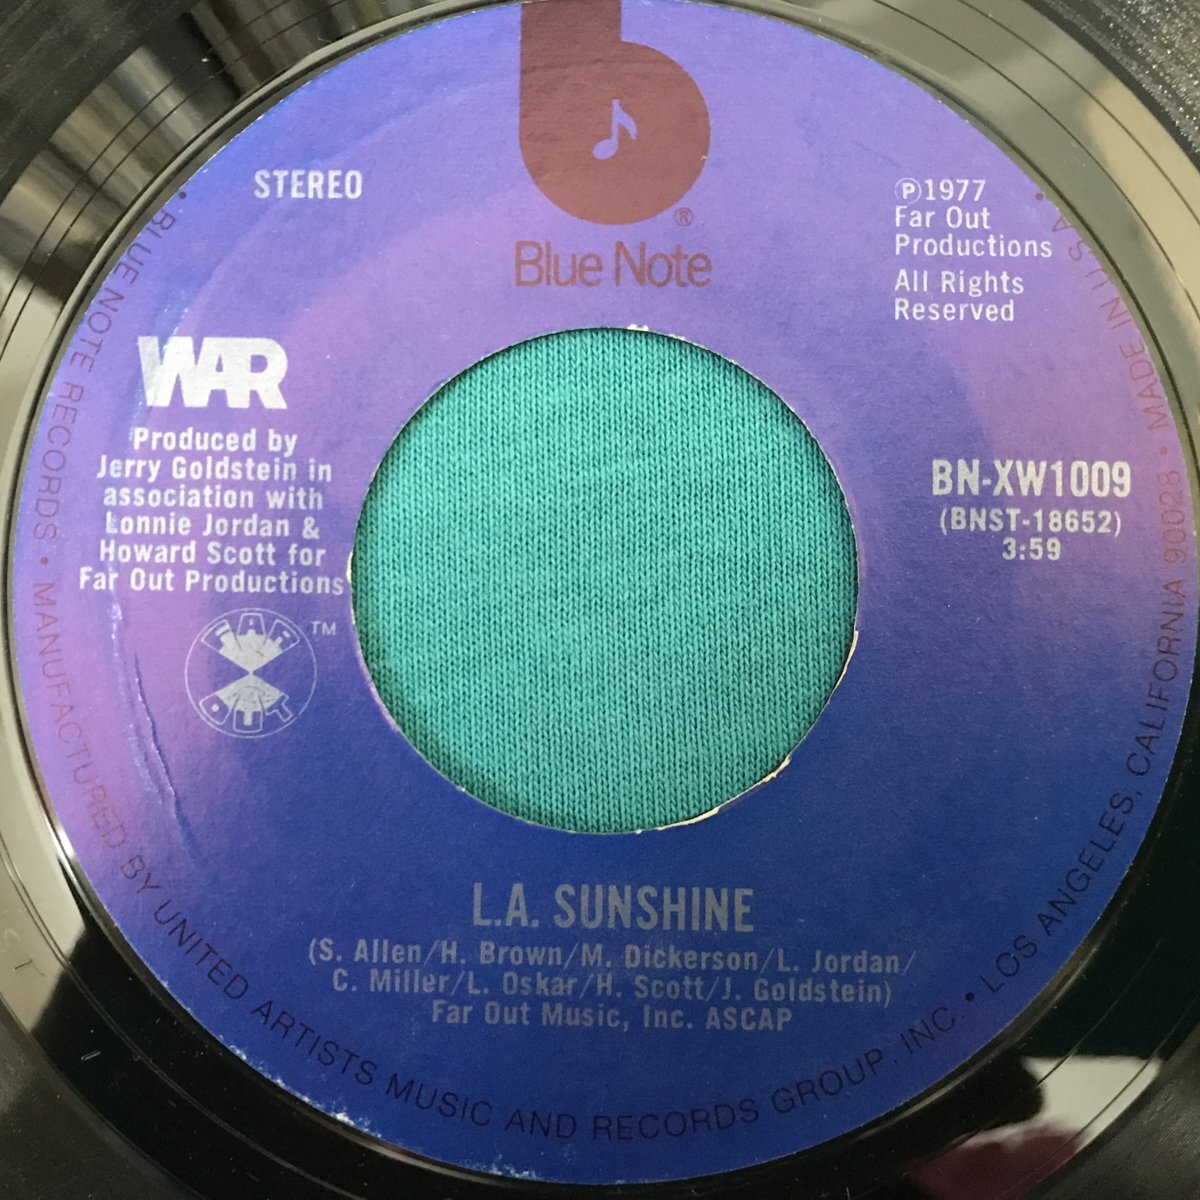 STEREO
Blue Note
®
℗1977
Far Out
Productions
All Rights
Reserved
WAR
Produced by
Jerry Goldstein in
association with
Lonnie Jordan &
Howard Scott for
Far Out Productions
FAR OUT ™
BN-XW1009
(BNST-18652)
3:59
L.A. SUNSHINE
(S. Allen/H. Brown/M. Dickerson/L. Jordan/
C. Miller/L. Oskar/H. Scott/J. Goldstein)
Far Out Music, Inc. ASCAP
• BLUE NOTE RECORDS • MANUFACTURED BY UNITED ARTISTS MUSIC AND RECORDS GROUP, INC. • LOS ANGELES, CALIFORNIA 90028 • MADE IN U.S.A. •